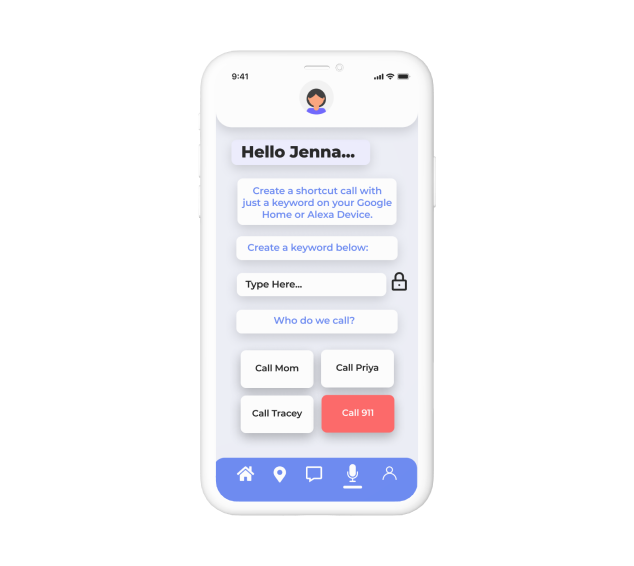 9:41
Hello Jenna...
Create a shortcut call with
just a keyword on your Google
Home or Alexa Device.
Create a keyword below:
Type Here...
Who do we call?
Call Mom
Call Priya
Call Tracey
Call 911